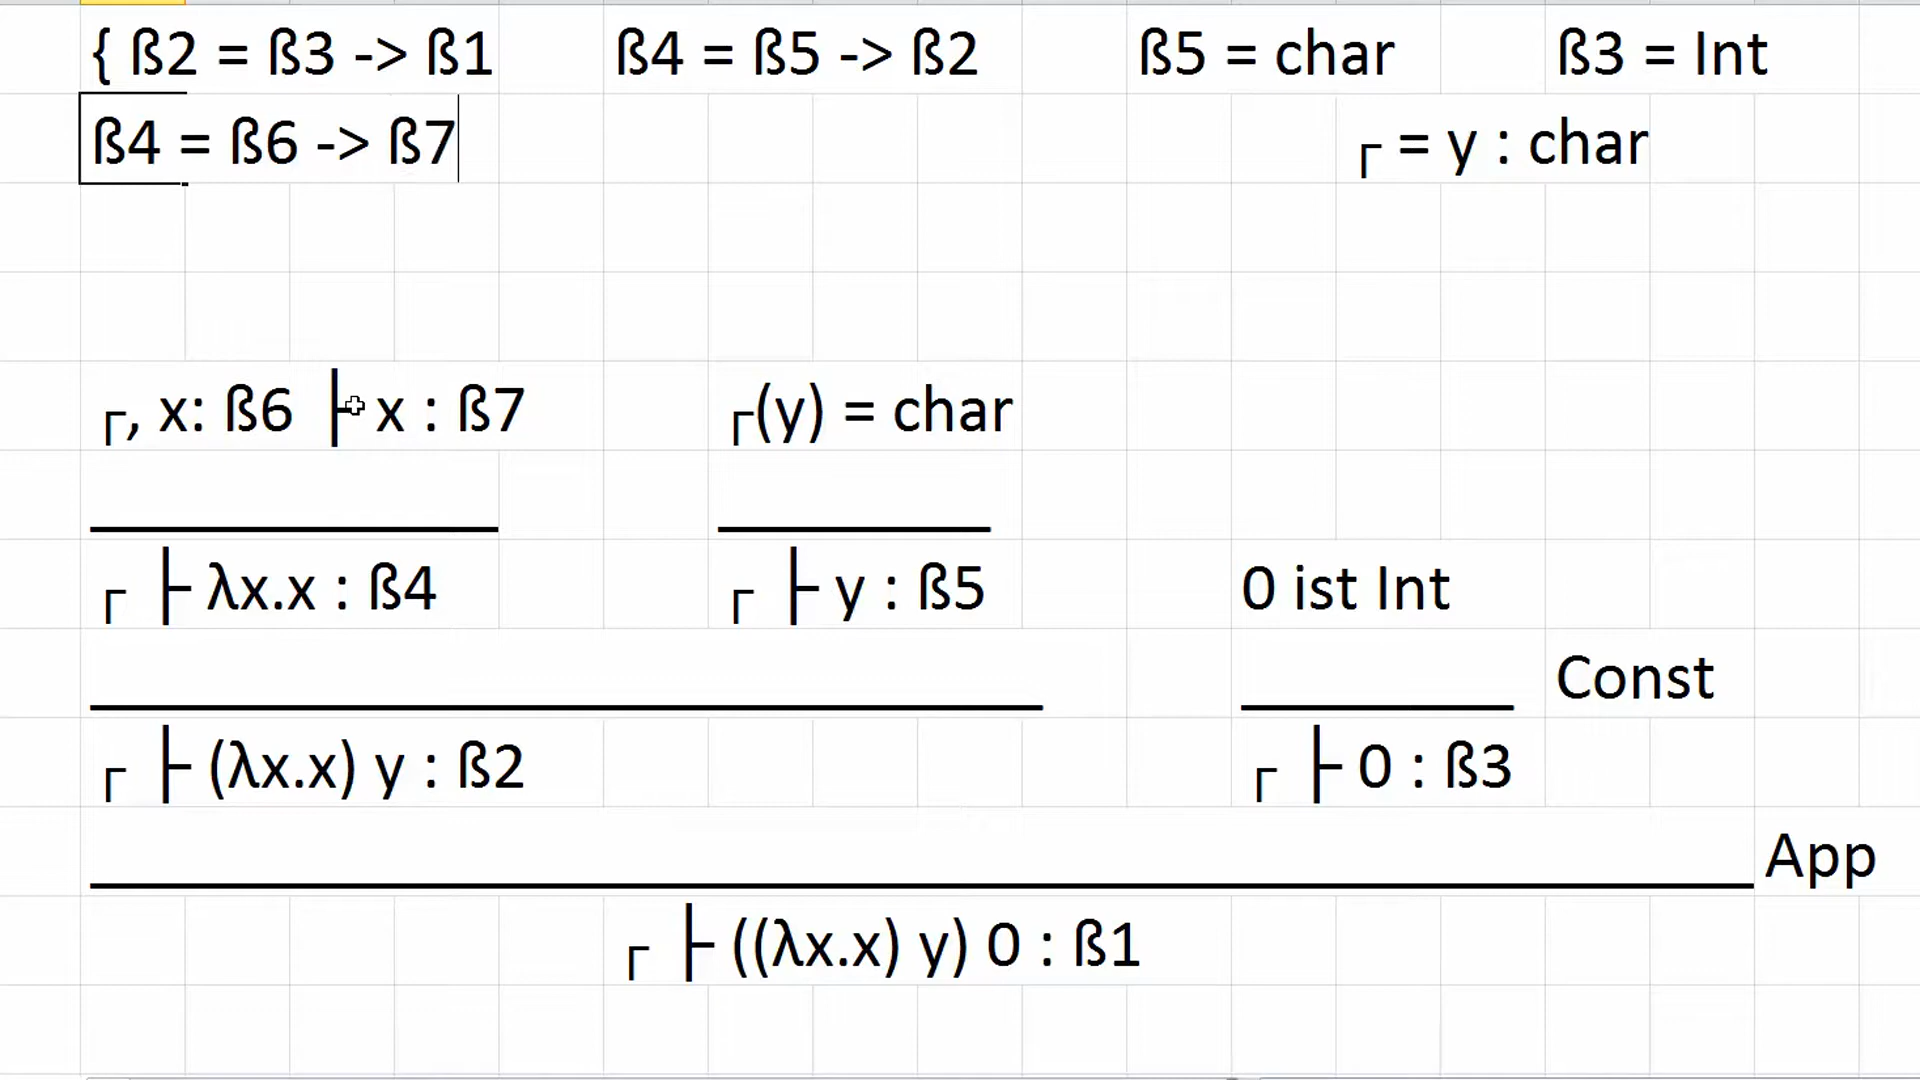 { ß2 = ß3 -> ß1 ß4 = ß5 -> ß2 ß5 = char ß3 = Int
ß4 = ß6 -> ß7 ┌ = y : char
┌, x: ß6 ├ x : ß7 ┌(y) = char
┌ ├ λx.x : ß4 ┌ ├ y : ß5 0 ist Int
Const
┌ ├ (λx.x) y : ß2 ┌ ├ 0 : ß3
App
┌ ├ ((λx.x) y) 0 : ß1